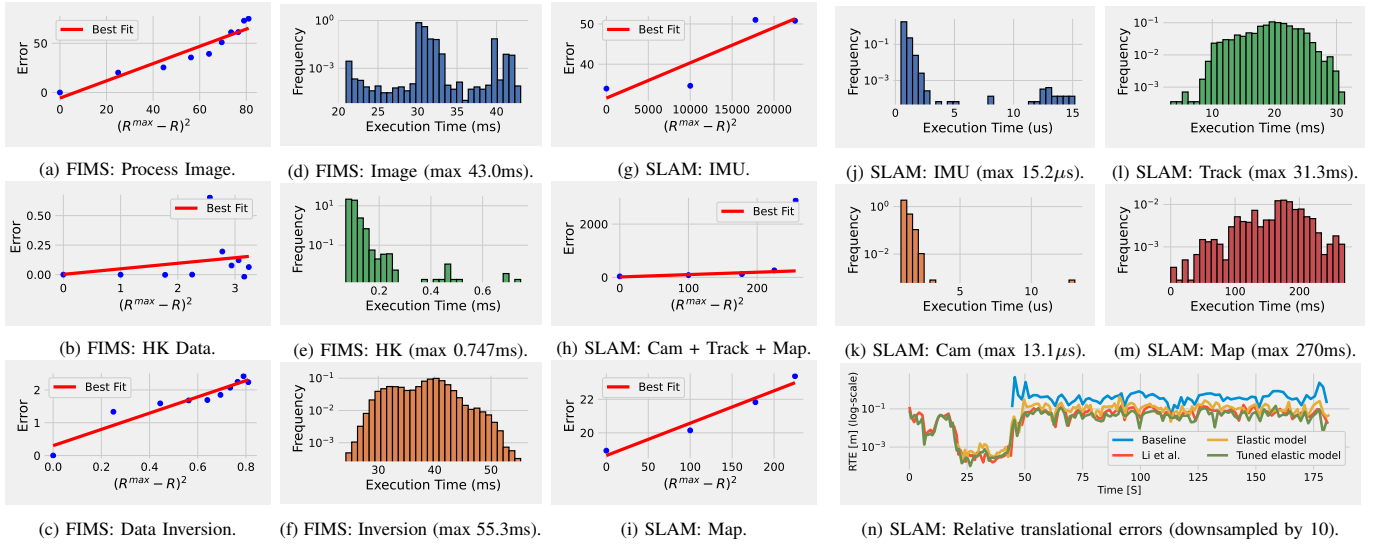 Error
50
0
Best Fit
0 20 40 60 80
(R^max − R)^2
(a) FIMS: Process Image.
Error
0.50
0.25
0.00
Best Fit
0 1 2 3
(R^max − R)^2
(b) FIMS: HK Data.
Error
2
1
0
Best Fit
0.0 0.2 0.4 0.6 0.8
(R^max − R)^2
(c) FIMS: Data Inversion.
Frequency
10^0
10^−3
20 25 30 35 40
Execution Time (ms)
(d) FIMS: Image (max 43.0ms).
Frequency
10^1
10^−1
0.2 0.4 0.6
Execution Time (ms)
(e) FIMS: HK (max 0.747ms).
Frequency
10^−1
10^−2
10^−3
30 40 50
Execution Time (ms)
(f) FIMS: Inversion (max 55.3ms).
Error
50
40
Best Fit
0 5000 10000 15000 20000
(R^max − R)^2
(g) SLAM: IMU.
Error
2000
0
Best Fit
0 100 200
(R^max − R)^2
(h) SLAM: Cam + Track + Map.
Error
22
20
Best Fit
0 50 100 150 200
(R^max − R)^2
(i) SLAM: Map.
Frequency
10^−1
10^−3
0 5 10 15
Execution Time (us)
(j) SLAM: IMU (max 15.2μs).
Frequency
10^0
10^−2
5 10
Execution Time (us)
(k) SLAM: Cam (max 13.1μs).
Frequency
10^−1
10^−2
10^−3
10 20 30
Execution Time (ms)
(l) SLAM: Track (max 31.3ms).
Frequency
10^−2
10^−3
0 100 200
Execution Time (ms)
(m) SLAM: Map (max 270ms).
RTE [m] (log-scale)
10^−1
10^−3
Baseline
Li et al.
Elastic model
Tuned elastic model
0 25 50 75 100 125 150 175
Time [S]
(n) SLAM: Relative translational errors (downsampled by 10).